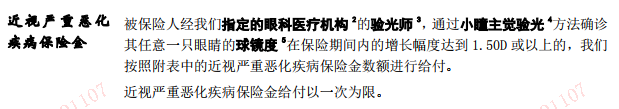 近视严重恶化
疾病保险金
被保险人经我们指定的眼科医疗机构²的验光师³，通过小瞳主觉验光⁴方法确诊
其任意一只眼睛的球镜度⁵在保险期间内的增长幅度达到 1.50D 或以上的，我们
按照附表中的近视严重恶化疾病保险金数额进行给付。
近视严重恶化疾病保险金给付以一次为限。
1107